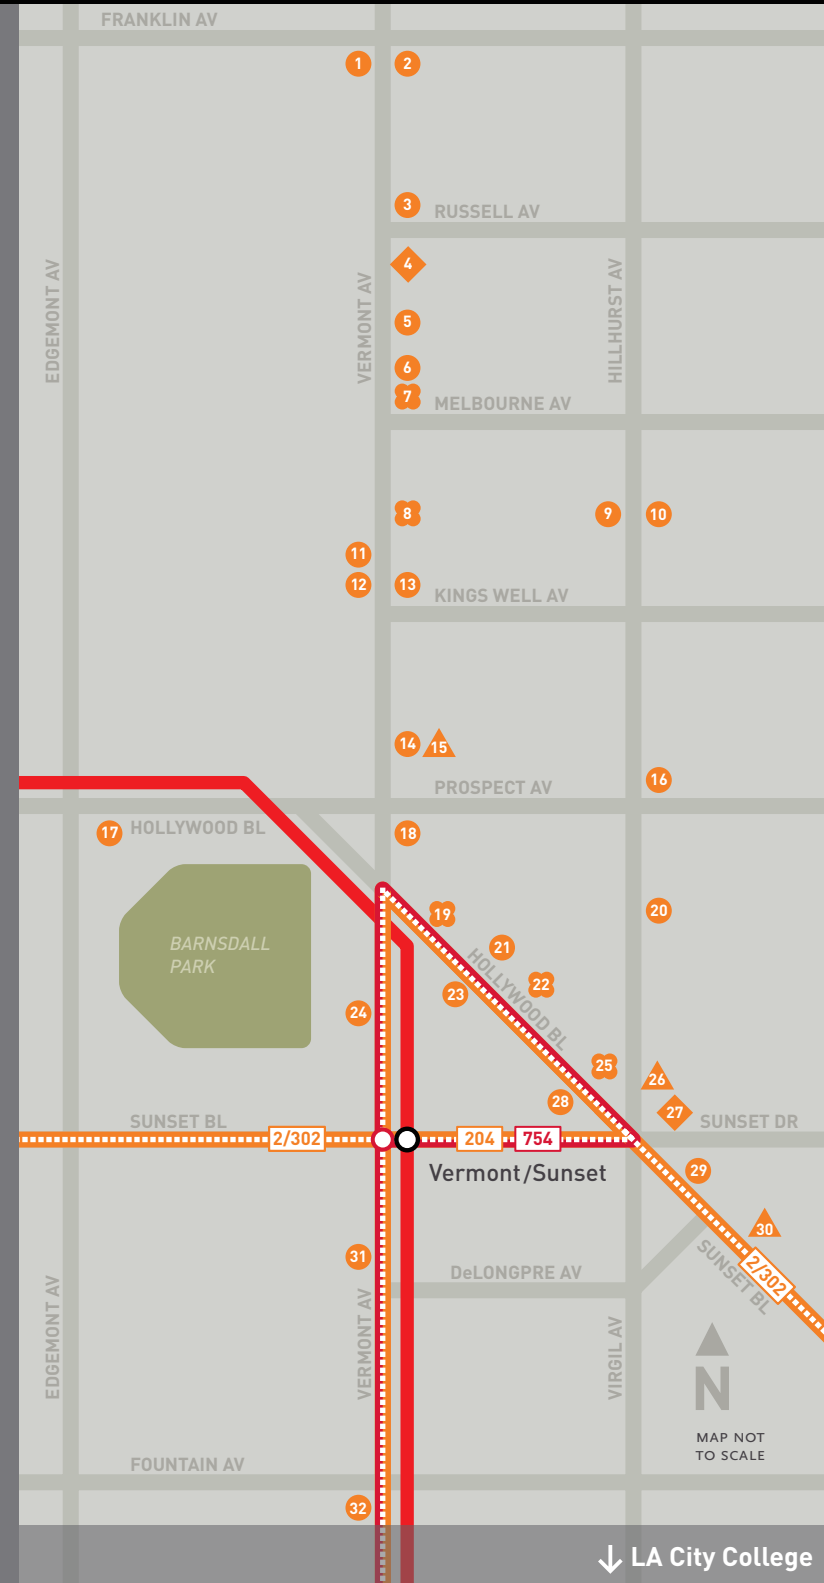 FRANKLIN AV
1
2
3
RUSSELL AV
4
EDGEMONT AV
VERMONT AV
HILLHURST AV
5
6
7
MELBOURNE AV
8
9
10
11
12
13
KINGS WELL AV
14
15
16
PROSPECT AV
17
HOLLYWOOD BL
18
19
20
BARNSDALL
PARK
21
HOLLYWOOD BL
22
23
24
25
26
27
28
SUNSET BL
SUNSET DR
2/302
204
754
Vermont/Sunset
29
30
31
SUNSET BL
2/302
DeLONGPRE AV
EDGEMONT AV
VERMONT AV
VIRGIL AV
N
MAP NOT
TO SCALE
FOUNTAIN AV
32
↓ LA City College